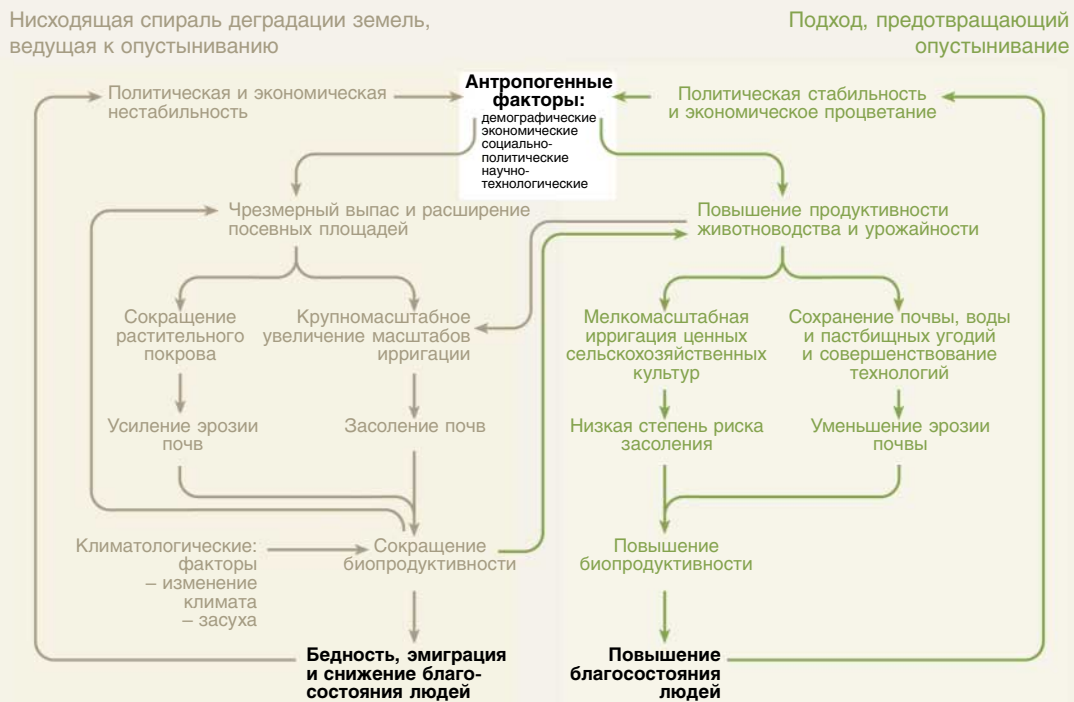 Нисходящая спираль деградации земель,
ведущая к опустыниванию
Подход, предотвращающий
опустынивание
Политическая и экономическая
нестабильность
Антропогенные
факторы:
демографические
экономические
социально-
политические
научно-
технологические
Политическая стабильность
и экономическое процветание
Чрезмерный выпас и расширение
посевных площадей
Повышение продуктивности
животноводства и урожайности
Сокращение
растительного
покрова
Крупномасштабное
увеличение масштабов
ирригации
Мелкомасштабная
ирригация ценных
сельскохозяйственных
культур
Сохранение почвы, воды
и пастбищных угодий
и совершенствование
технологий
Усиление эрозии
почв
Засоление почв
Низкая степень риска
засоления
Уменьшение эрозии
почвы
Климатологические:
факторы
– изменение
климата
– засуха
Сокращение
биопродуктивности
Повышение
биопродуктивности
Бедность, эмиграция
и снижение благо-
состояния людей
Повышение
благосостояния
людей